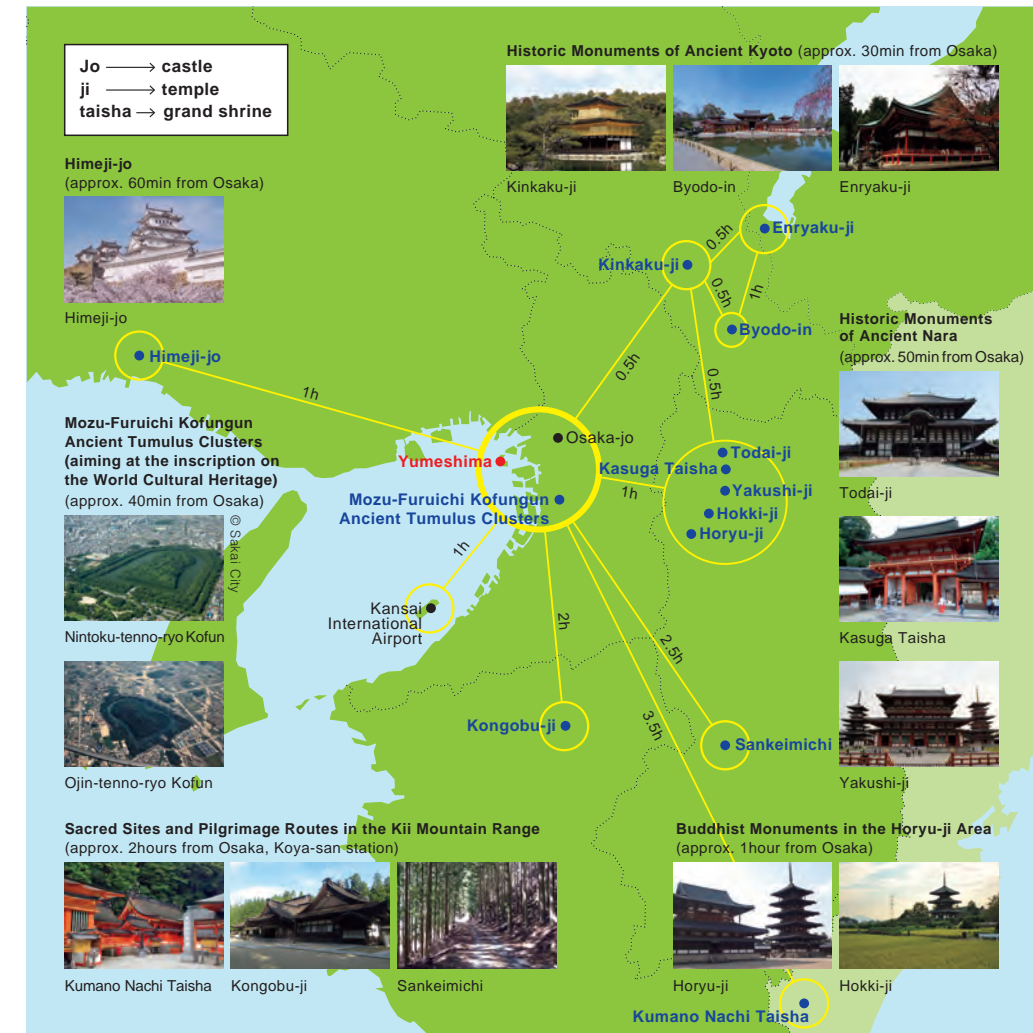 Jo → castle
ji → temple
taisha → grand shrine
Historic Monuments of Ancient Kyoto (approx. 30min from Osaka)
Kinkaku-ji
Byodo-in
Enryaku-ji
Himeji-jo
(approx. 60min from Osaka)
Himeji-jo
Enryaku-ji
0.5h
Kinkaku-ji
0.5h
1h
Byodo-in
Himeji-jo
1h
0.5h
0.5h
Historic Monuments
of Ancient Nara
(approx. 50min from Osaka)
Todai-ji
Kasuga Taisha
Yakushi-ji
Mozu-Furuichi Kofungun
Ancient Tumulus Clusters
(aiming at the inscription on
the World Cultural Heritage)
(approx. 40min from Osaka)
© Sakai City
Nintoku-tenno-ryo Kofun
Ojin-tenno-ryo Kofun
Osaka-jo
Yumeshima
Mozu-Furuichi Kofungun
Ancient Tumulus Clusters
1h
Todai-ji
Kasuga Taisha
Yakushi-ji
Hokki-ji
Horyu-ji
1h
Kansai
International
Airport
2h
2.5h
3.5h
Kongobu-ji
Sankeimichi
Sacred Sites and Pilgrimage Routes in the Kii Mountain Range
(approx. 2hours from Osaka, Koya-san station)
Kumano Nachi Taisha
Kongobu-ji
Sankeimichi
Buddhist Monuments in the Horyu-ji Area
(approx. 1hour from Osaka)
Horyu-ji
Hokki-ji
Kumano Nachi Taisha